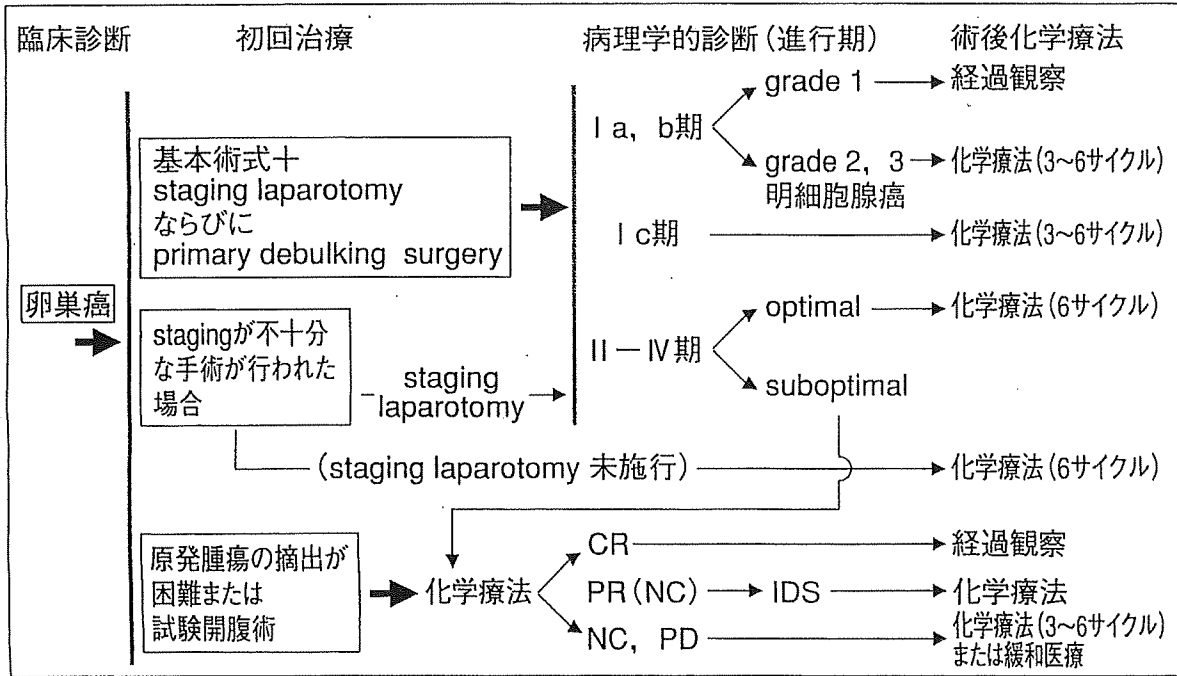 臨床診断 初回治療 病理学的診断(進行期) 術後化学療法
卵巣癌
基本術式＋
staging laparotomy
ならびに
primary debulking surgery
Ⅰa, b期
grade 1
経過観察
grade 2, 3
明細胞腺癌
化学療法(3〜6サイクル)
Ⅰc期
化学療法(3〜6サイクル)
stagingが不十分
な手術が行われた
場合
staging
laparotomy
Ⅱ－Ⅳ期
optimal
化学療法(6サイクル)
suboptimal
(staging laparotomy 未施行)
化学療法(6サイクル)
原発腫瘍の摘出が
困難または
試験開腹術
化学療法
CR
経過観察
PR(NC)
IDS
化学療法
NC, PD
化学療法(3〜6サイクル)
または緩和医療